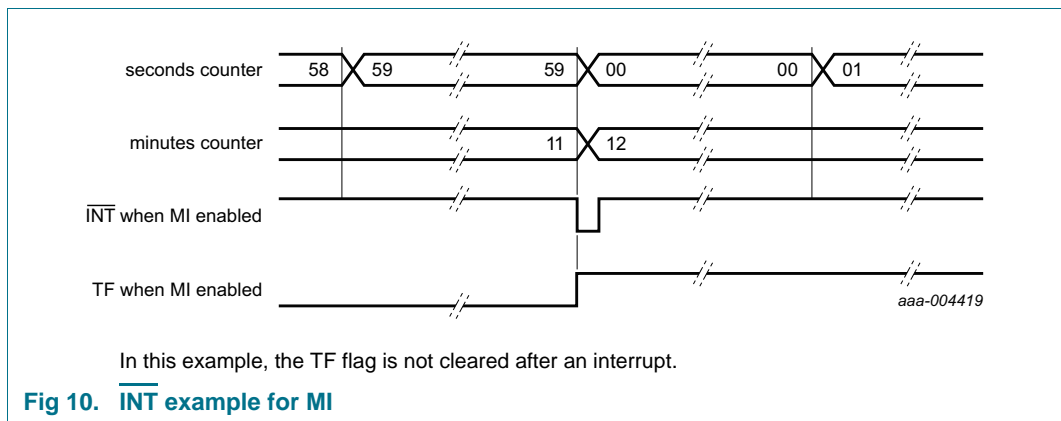 seconds counter 58 59 59 00 00 01
minutes counter 11 12
INT when MI enabled
TF when MI enabled
aaa-004419
In this example, the TF flag is not cleared after an interrupt.
Fig 10. INT example for MI